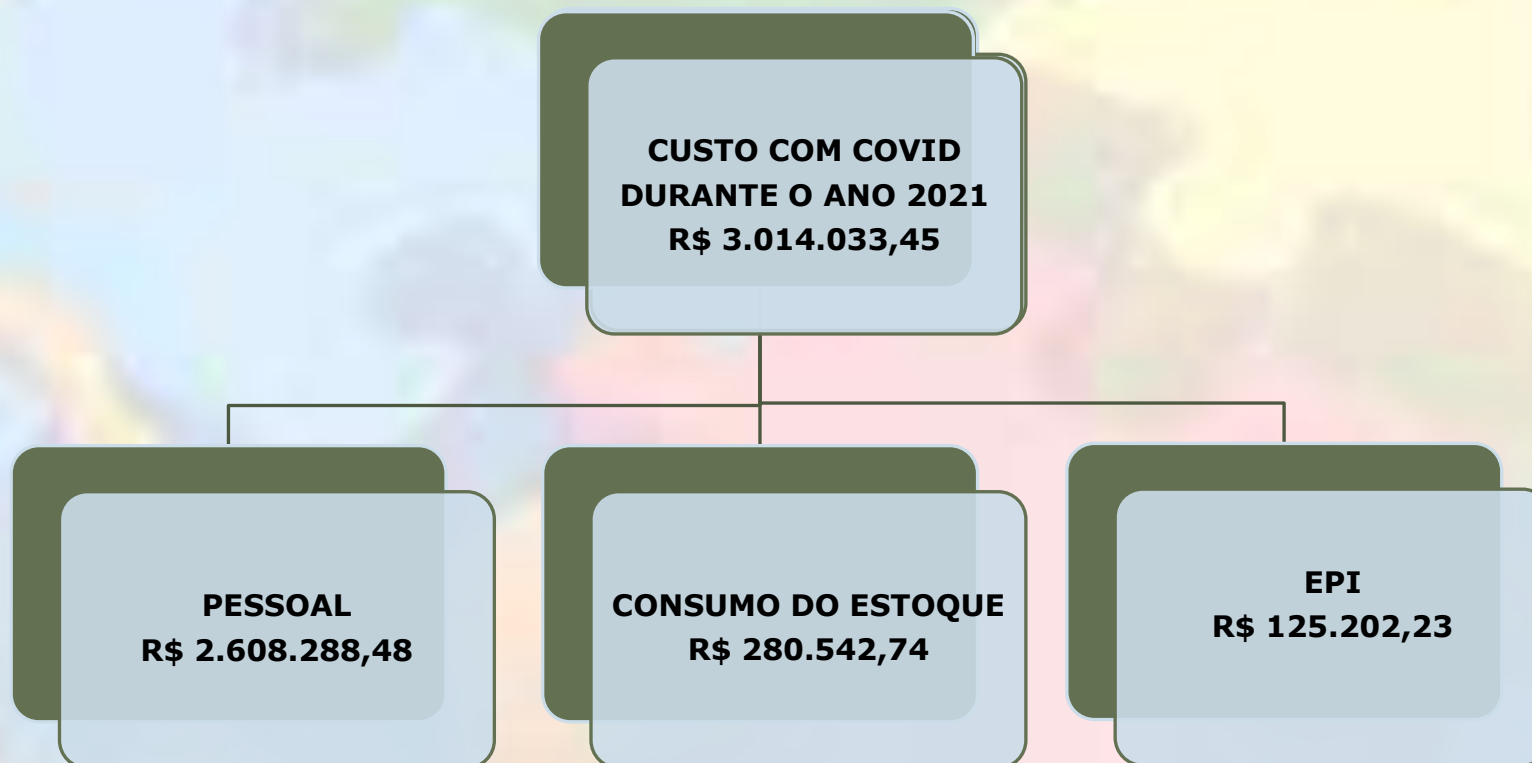 CUSTO COM COVID
DURANTE O ANO 2021
R$ 3.014.033,45
PESSOAL
R$ 2.608.288,48
CONSUMO DO ESTOQUE
R$ 280.542,74
EPI
R$ 125.202,23